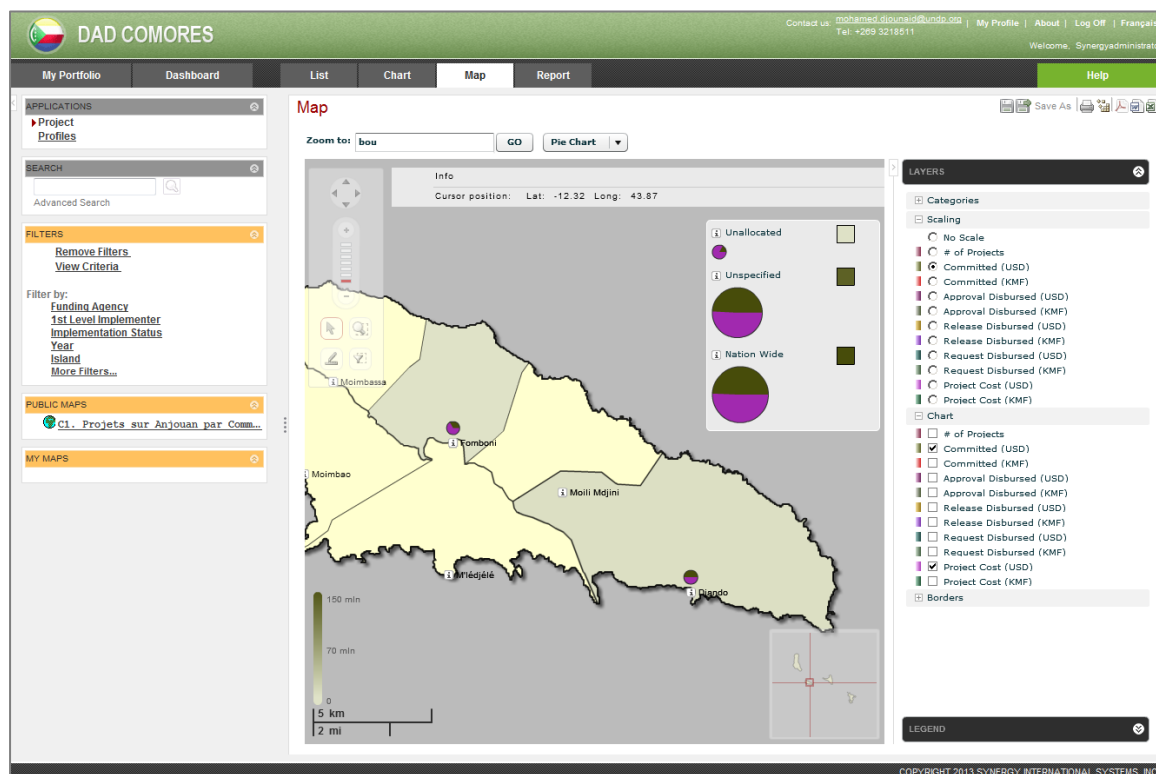 Contact us: mohamed.djounaid@undp.org | My Profile | About | Log Off | Français
Tel: +269 3218511
DAD COMORES
Welcome, Synergyadministrato
My Portfolio Dashboard List Chart Map Report Help
APPLICATIONS
Project
Profiles
SEARCH
Advanced Search
FILTERS
Remove Filters
View Criteria
Filter by:
Funding Agency
1st Level Implementer
Implementation Status
Year
Island
More Filters...
PUBLIC MAPS
C1. Projets sur Anjouan par Comm...
MY MAPS
Map
Save As
Zoom to: bou GO Pie Chart
Info
Cursor position: Lat: -12.32 Long: 43.87
Unallocated
Unspecified
Nation Wide
Moimbassa
Fomboni
Moimbao
Moili Mdjini
M'lédjélé
Djando
150 mln
70 mln
0
5 km
2 mi
LAYERS
Categories
Scaling
No Scale
# of Projects
Committed (USD)
Committed (KMF)
Approval Disbursed (USD)
Approval Disbursed (KMF)
Release Disbursed (USD)
Release Disbursed (KMF)
Request Disbursed (USD)
Request Disbursed (KMF)
Project Cost (USD)
Project Cost (KMF)
Chart
# of Projects
Committed (USD)
Committed (KMF)
Approval Disbursed (USD)
Approval Disbursed (KMF)
Release Disbursed (USD)
Release Disbursed (KMF)
Request Disbursed (USD)
Request Disbursed (KMF)
Project Cost (USD)
Project Cost (KMF)
Borders
LEGEND
COPYRIGHT 2013 SYNERGY INTERNATIONAL SYSTEMS, INC